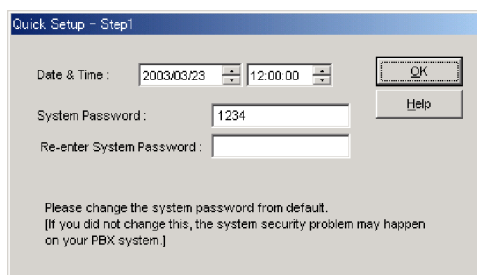 Quick Setup - Step1
Date & Time : 2003/03/23 12:00:00 OK
Help
System Password : 1234
Re-enter System Password :
Please change the system password from default.
[If you did not change this, the system security problem may happen
on your PBX system.]